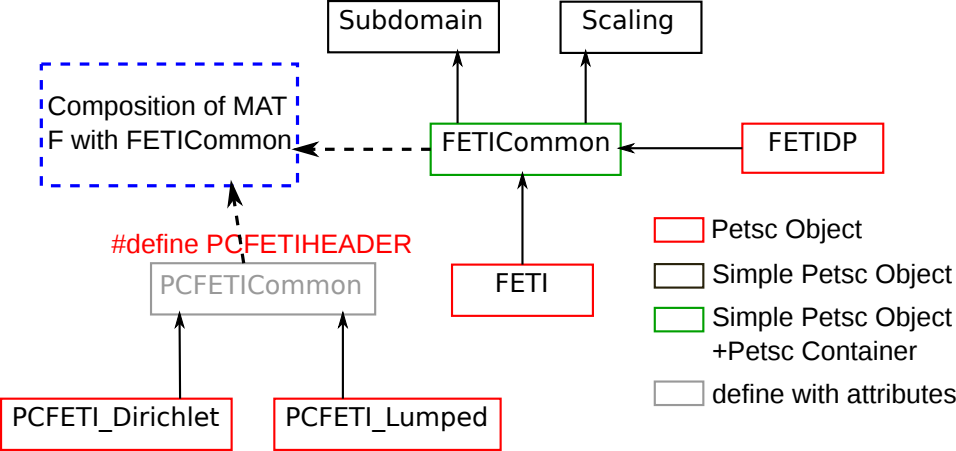 Subdomain
Scaling
Composition of MAT
F with FETICommon
FETICommon
FETIDP
#define PCFETIHEADER
PCFETICommon
FETI
Petsc Object
Simple Petsc Object
Simple Petsc Object
+Petsc Container
define with attributes
PCFETI_Dirichlet
PCFETI_Lumped